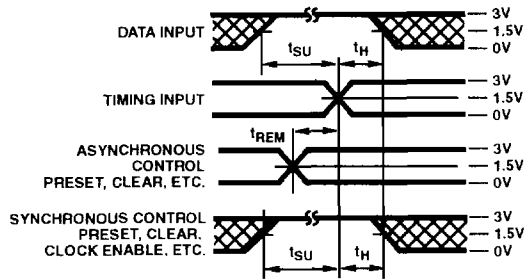 DATA INPUT
3V
1.5V
0V
tSU
tH
TIMING INPUT
3V
1.5V
0V
tREM
ASYNCHRONOUS
CONTROL
PRESET, CLEAR, ETC.
3V
1.5V
0V
SYNCHRONOUS CONTROL
PRESET, CLEAR,
CLOCK ENABLE, ETC.
3V
1.5V
0V
tSU
tH